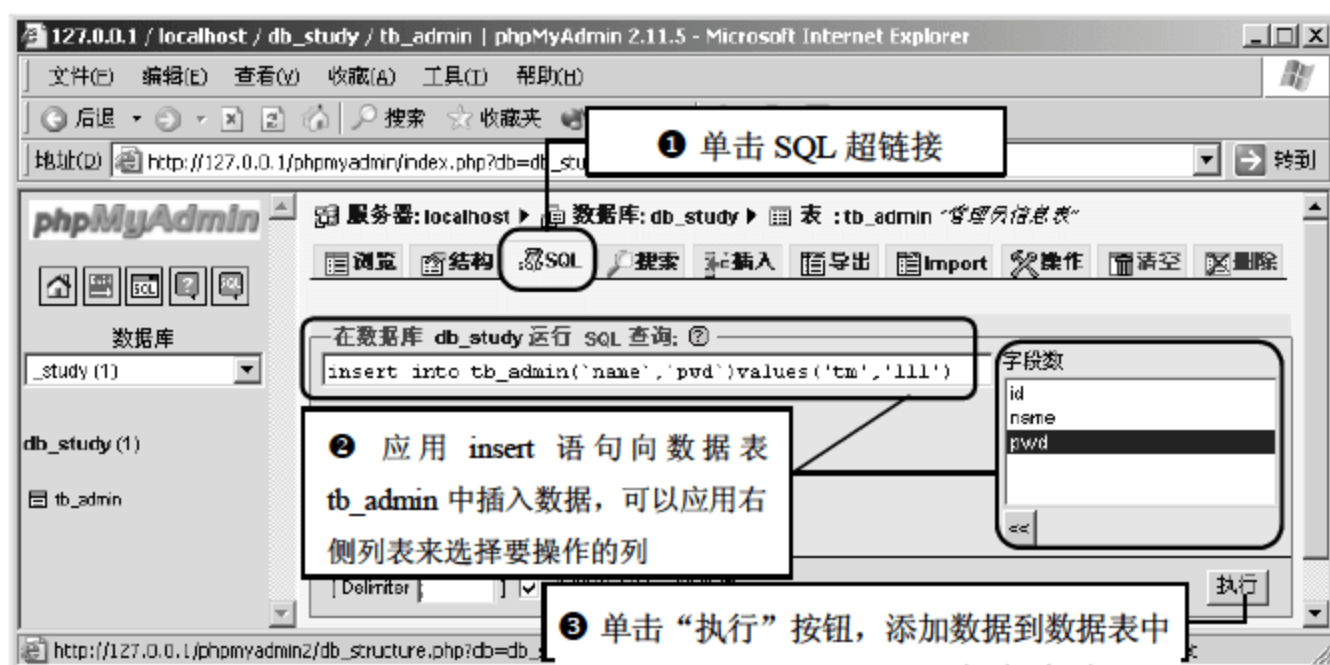 127.0.0.1 / localhost / db_study / tb_admin | phpMyAdmin 2.11.5 - Microsoft Internet Explorer
文件(E) 编辑(E) 查看(V) 收藏(A) 工具(T) 帮助(H)
后退 搜索 收藏夹
❶ 单击 SQL 超链接
地址(D) http://127.0.0.1/phpmyadmin/index.php?db=db_stu 转到
phpMyAdmin
服务器: localhost 数据库: db_study 表 :tb_admin "管理员信息表"
浏览 结构 SQL 搜索 插入 导出 Import 操作 清空 删除
SQL SQL
数据库
_study (1)
db_study (1)
tb_admin
在数据库 db_study 运行 SQL 查询:
insert into tb_admin(`name`,`pwd`)values('tm','lll')
字段数
id
name
pwd
<<
❷ 应用 insert 语句向数据表
tb_admin 中插入数据，可以应用右
侧列表来选择要操作的列
[ Delimiter ; ]
执行
❸ 单击“执行”按钮，添加数据到数据表中
http://127.0.0.1/phpmyadmin2/db_structure.php?db=db_